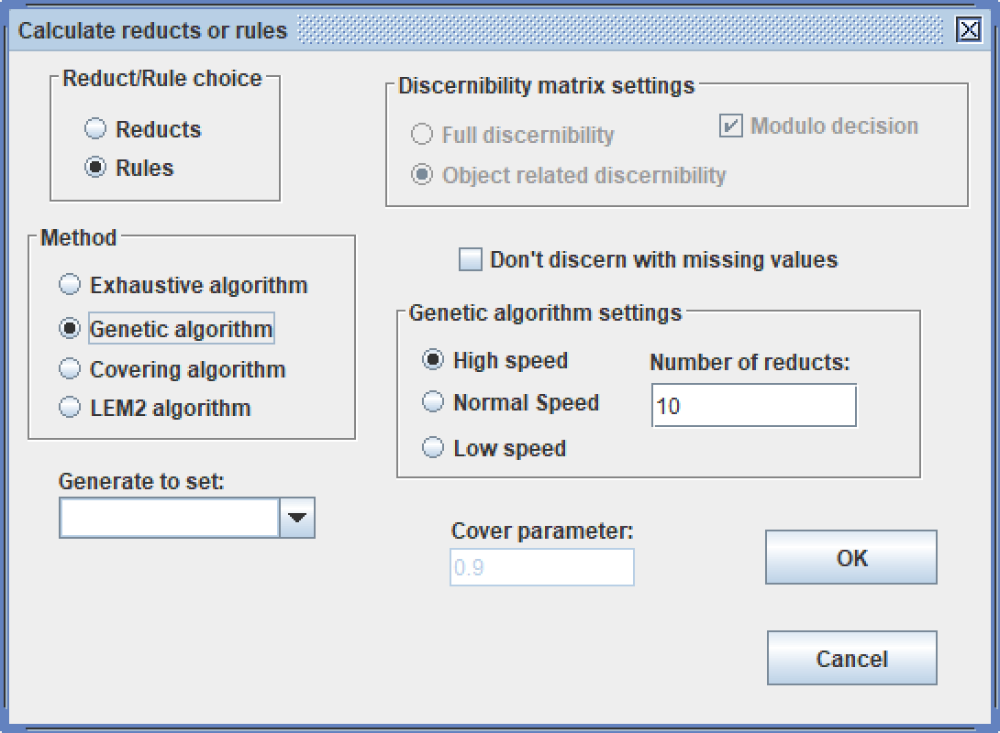 Calculate reducts or rules
Reduct/Rule choice
Reducts
Rules
Discernibility matrix settings
Full discernibility
Modulo decision
Object related discernibility
Method
Exhaustive algorithm
Genetic algorithm
Covering algorithm
LEM2 algorithm
Don't discern with missing values
Genetic algorithm settings
High speed
Normal Speed
Low speed
Number of reducts:
10
Generate to set:
Cover parameter:
0.9
OK
Cancel